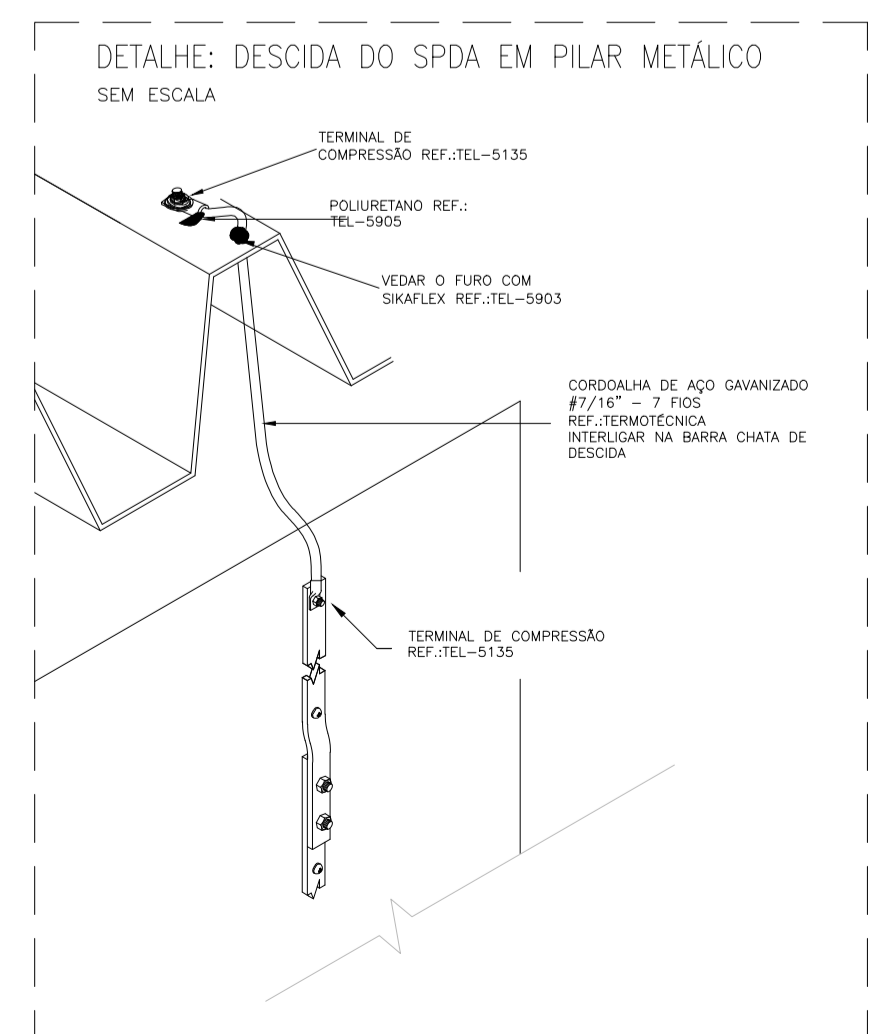 DETALHE: DESCIDA DO SPDA EM PILAR METÁLICO
SEM ESCALA
TERMINAL DE
COMPRESSÃO REF.:TEL-5135
POLIURETANO REF.:
TEL-5905
VEDAR O FURO COM
SIKAFLEX REF.:TEL-5903
CORDOALHA DE AÇO GAVANIZADO
#7/16" - 7 FIOS
REF.:TERMOTÉCNICA
INTERLIGAR NA BARRA CHATA DE
DESCIDA
TERMINAL DE COMPRESSÃO
REF.:TEL-5135